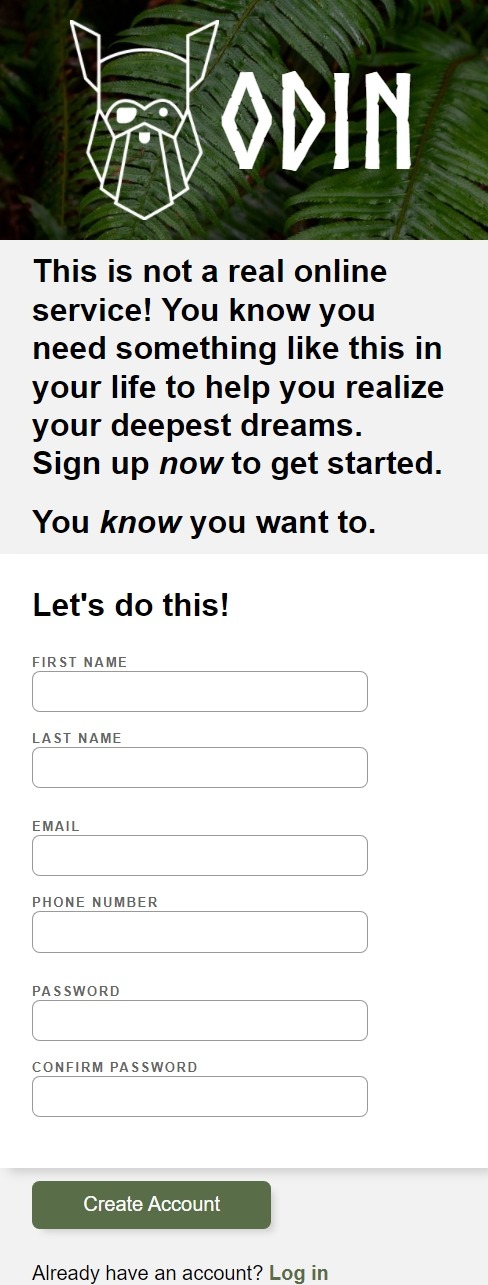 ODIN
This is not a real online
service! You know you
need something like this in
your life to help you realize
your deepest dreams.
Sign up now to get started.
You know you want to.
Let's do this!
FIRST NAME
LAST NAME
EMAIL
PHONE NUMBER
PASSWORD
CONFIRM PASSWORD
Create Account
Already have an account? Log in